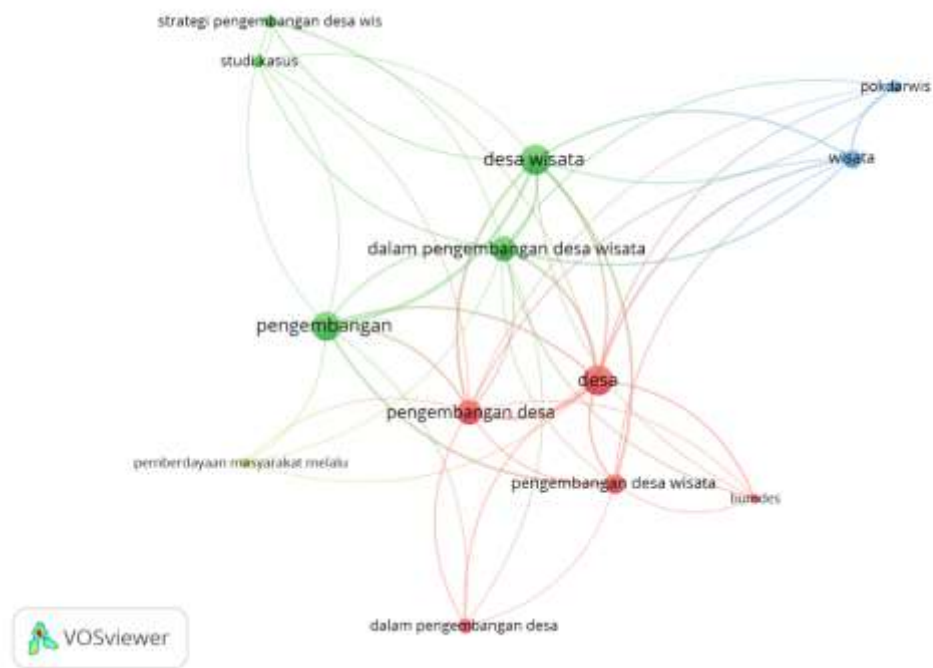 strategi pengembangan desa wis
studi kasus
pokdarwis
desa wisata
wisata
dalam pengembangan desa wisata
pengembangan
desa
pengembangan desa
pemberdayaan masyarakat melalu
pengembangan desa wisata
bumdes
dalam pengembangan desa
VOSviewer